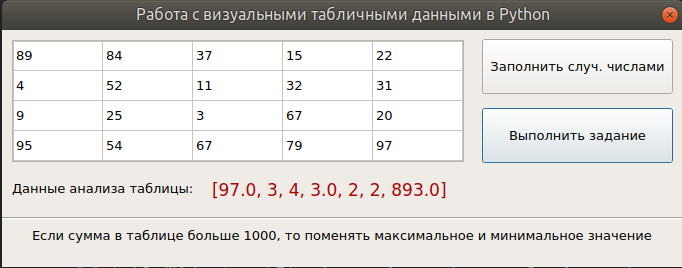 Работа с визуальными табличными данными в Python
89 84 37 15 22
4 52 11 32 31
9 25 3 67 20
95 54 67 79 97
Заполнить случ. числами
Выполнить задание
Данные анализа таблицы: [97.0, 3, 4, 3.0, 2, 2, 893.0]
Если сумма в таблице больше 1000, то поменять максимальное и минимальное значение